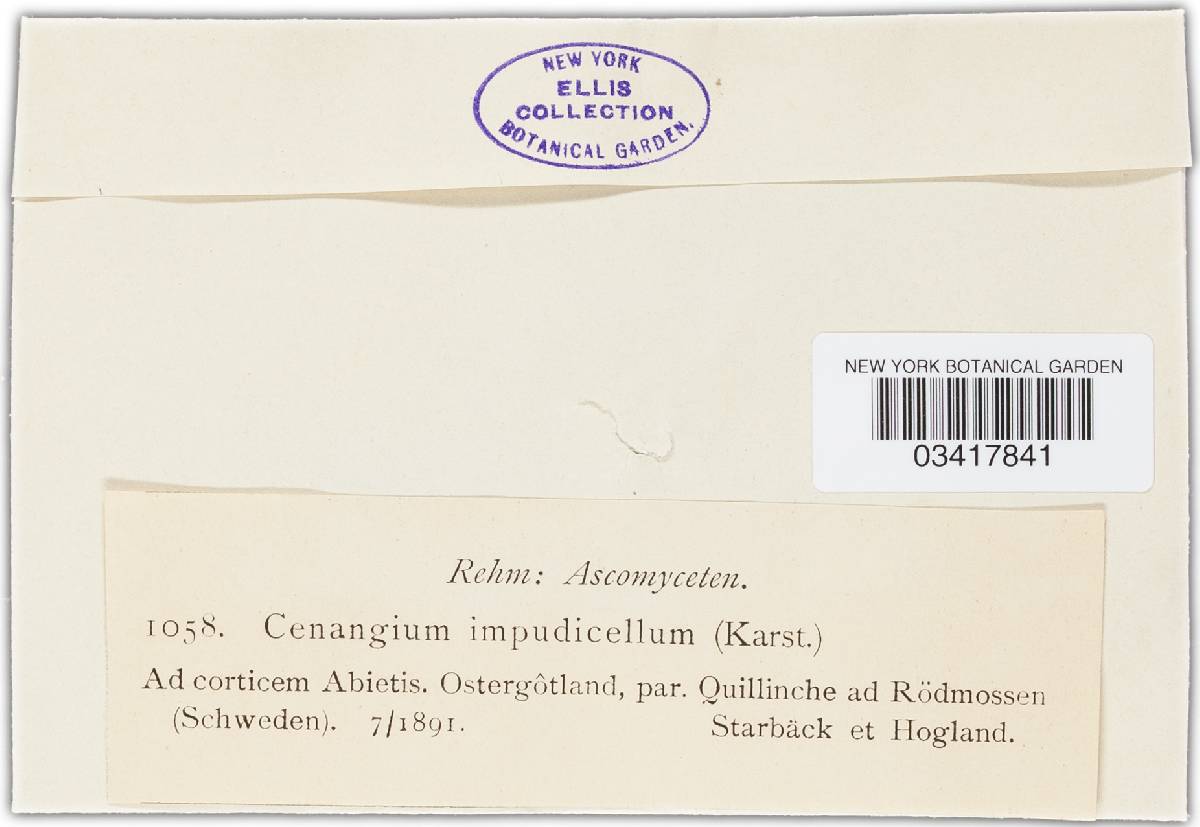 NEW YORK
ELLIS
COLLECTION
BOTANICAL GARDEN.
NEW YORK BOTANICAL GARDEN
03417841
Rehm: Ascomyceten.
1058. Cenangium impudicellum (Karst.)
Ad corticem Abietis. Ostergôtland, par. Quillinche ad Rödmossen
(Schweden). 7/1891. Starbäck et Hogland.